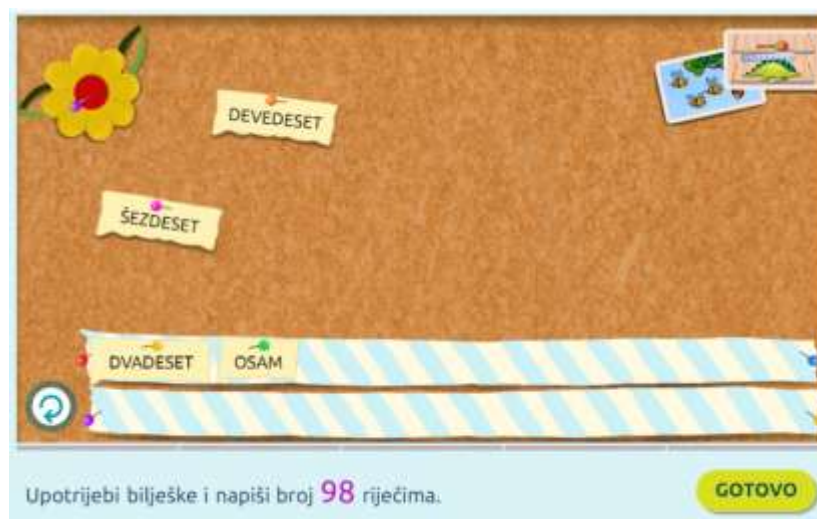 DEVEDESET
ŠEZDESET
DVADESET OSAM
Upotrijebi bilješke i napiši broj 98 riječima.
GOTOVO